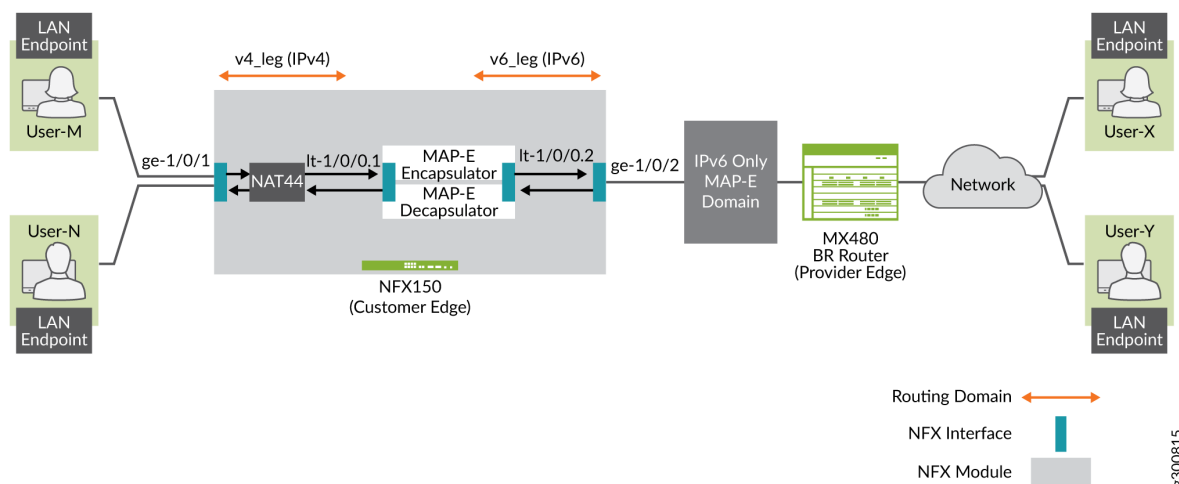 LAN
Endpoint
User-M
User-N
LAN
Endpoint
v4_leg (IPv4)
v6_leg (IPv6)
ge-1/0/1
NAT44
lt-1/0/0.1
MAP-E
Encapsulator
MAP-E
Decapsulator
lt-1/0/0.2
ge-1/0/2
NFX150
(Customer Edge)
IPv6 Only
MAP-E
Domain
MX480
BR Router
(Provider Edge)
Network
LAN
Endpoint
User-X
User-Y
LAN
Endpoint
Routing Domain
NFX Interface
NFX Module
g300815